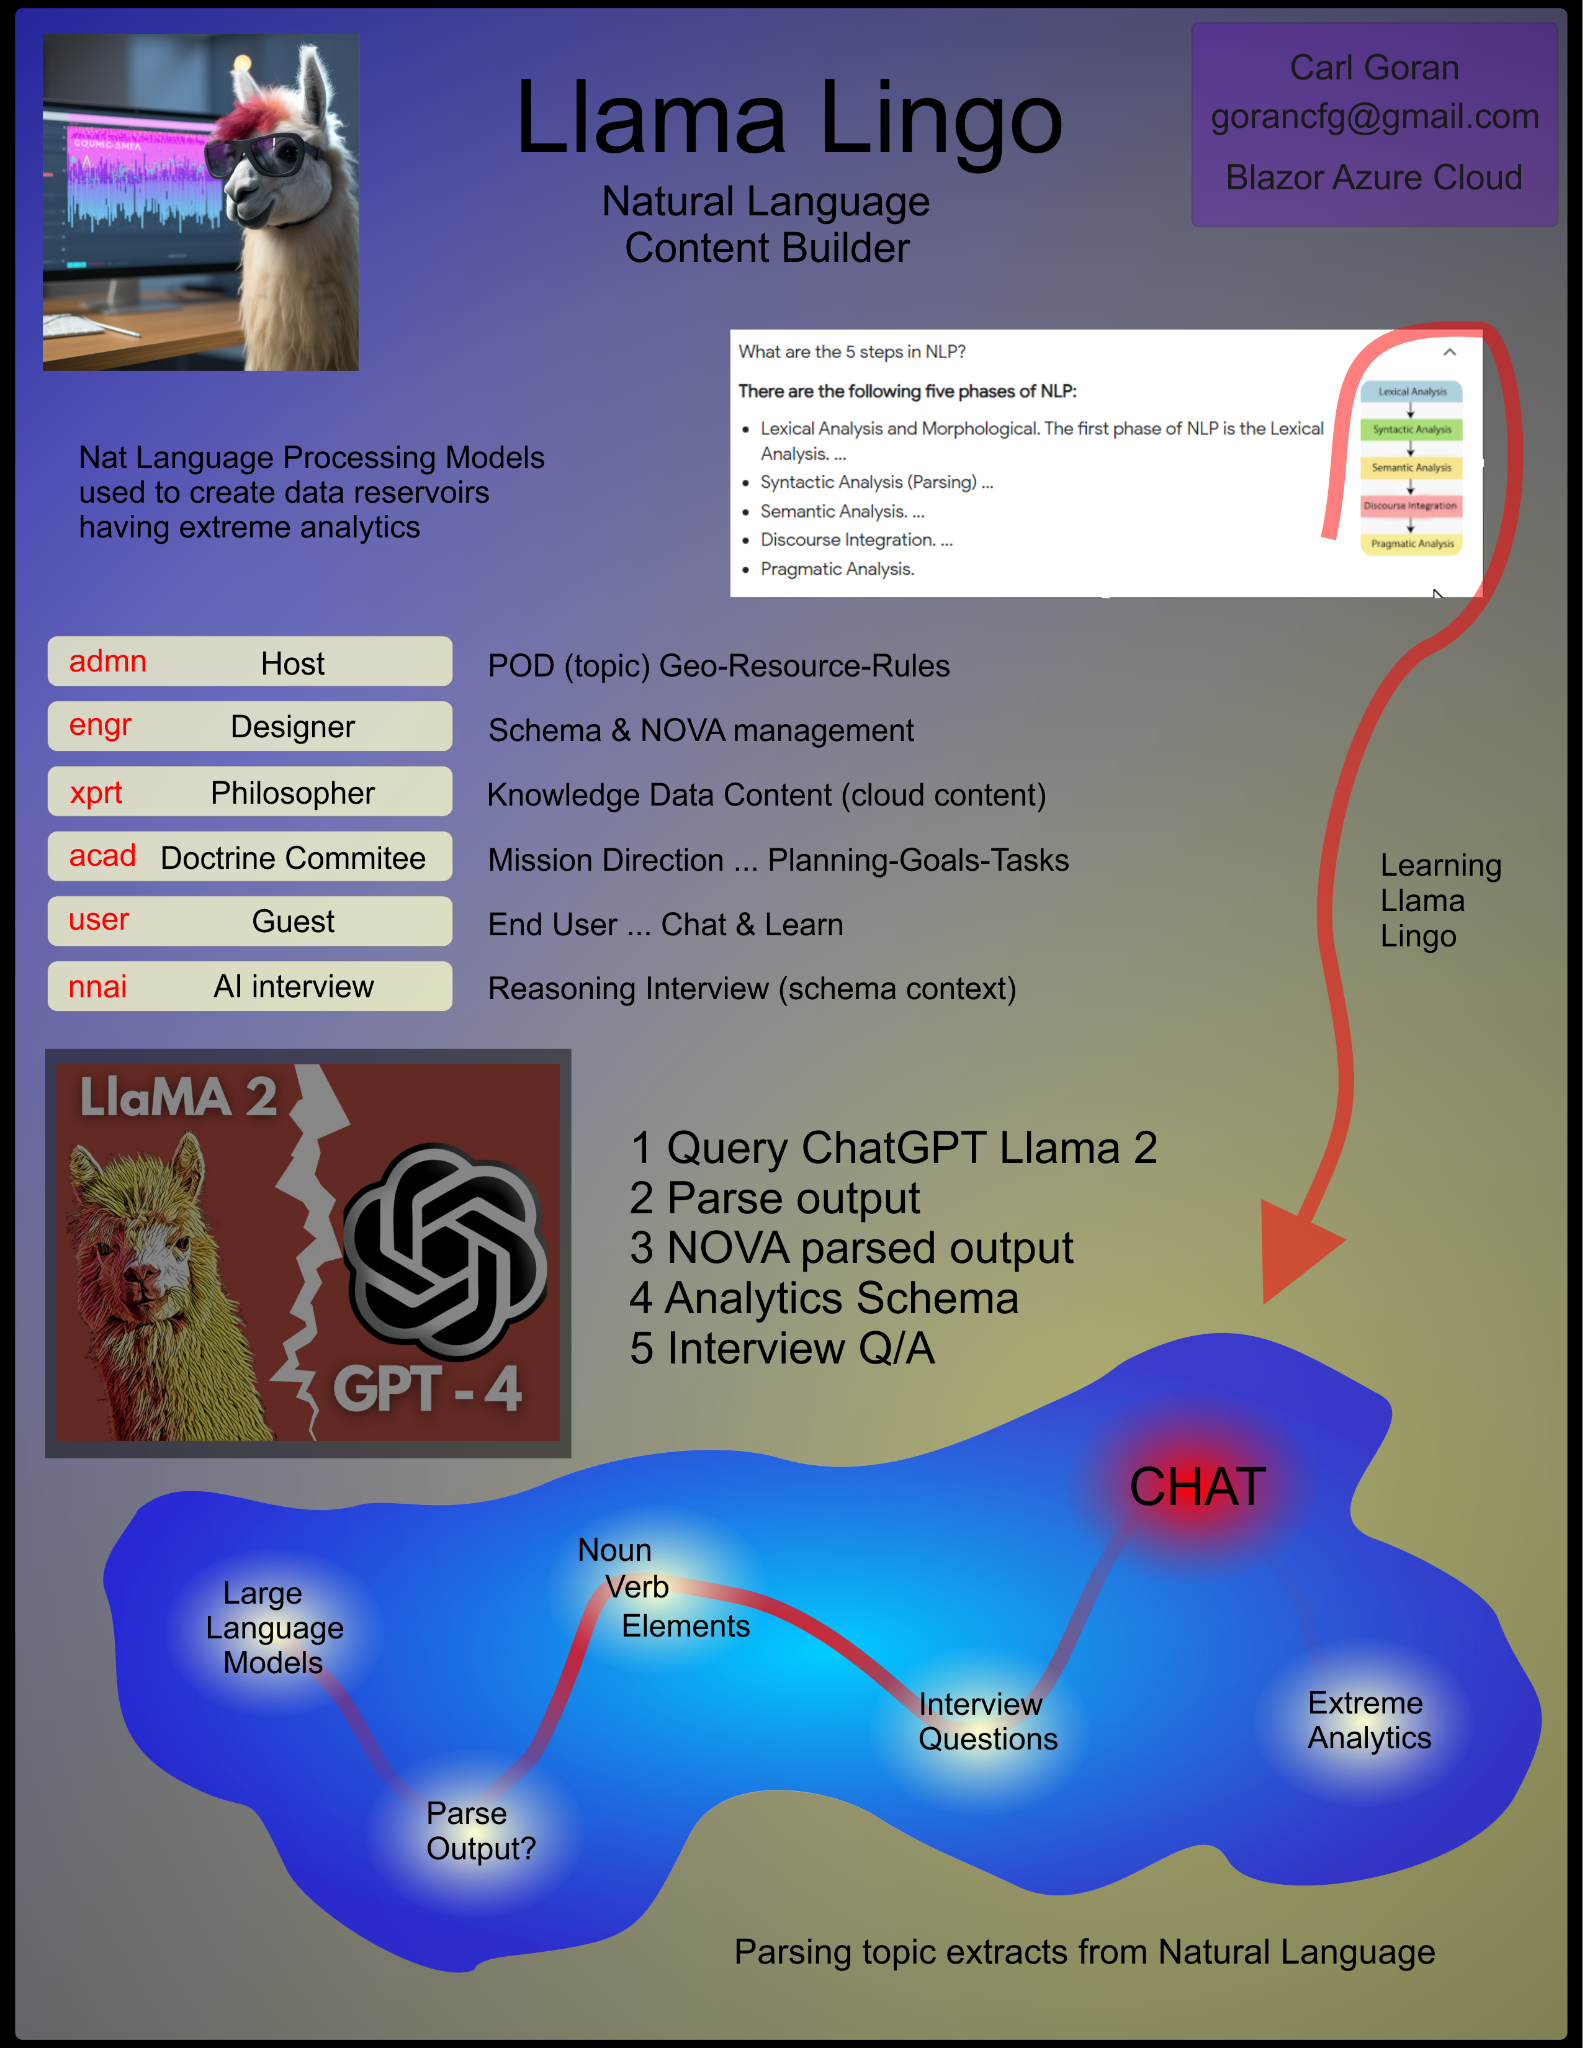 Llama Lingo
Natural Language
Content Builder
Carl Goran
gorancfg@gmail.com
Blazor Azure Cloud
What are the 5 steps in NLP?
There are the following five phases of NLP:
• Lexical Analysis and Morphological. The first phase of NLP is the Lexical
Analysis. ...
• Syntactic Analysis (Parsing) ...
• Semantic Analysis. ...
• Discourse Integration. ...
• Pragmatic Analysis.
Lexical Analysis
Syntactic Analysis
Semantic Analysis
Discourse Integration
Pragmatic Analysis
Nat Language Processing Models
used to create data reservoirs
having extreme analytics
admn Host POD (topic) Geo-Resource-Rules
engr Designer Schema & NOVA management
xprt Philosopher Knowledge Data Content (cloud content)
acad Doctrine Commitee Mission Direction ... Planning-Goals-Tasks
user Guest End User ... Chat & Learn
nnai AI interview Reasoning Interview (schema context)
Learning
Llama
Lingo
LlaMA 2
GPT - 4
1 Query ChatGPT Llama 2
2 Parse output
3 NOVA parsed output
4 Analytics Schema
5 Interview Q/A
CHAT
Noun
Verb
Elements
Large
Language
Models
Interview
Questions
Extreme
Analytics
Parse
Output?
Parsing topic extracts from Natural Language